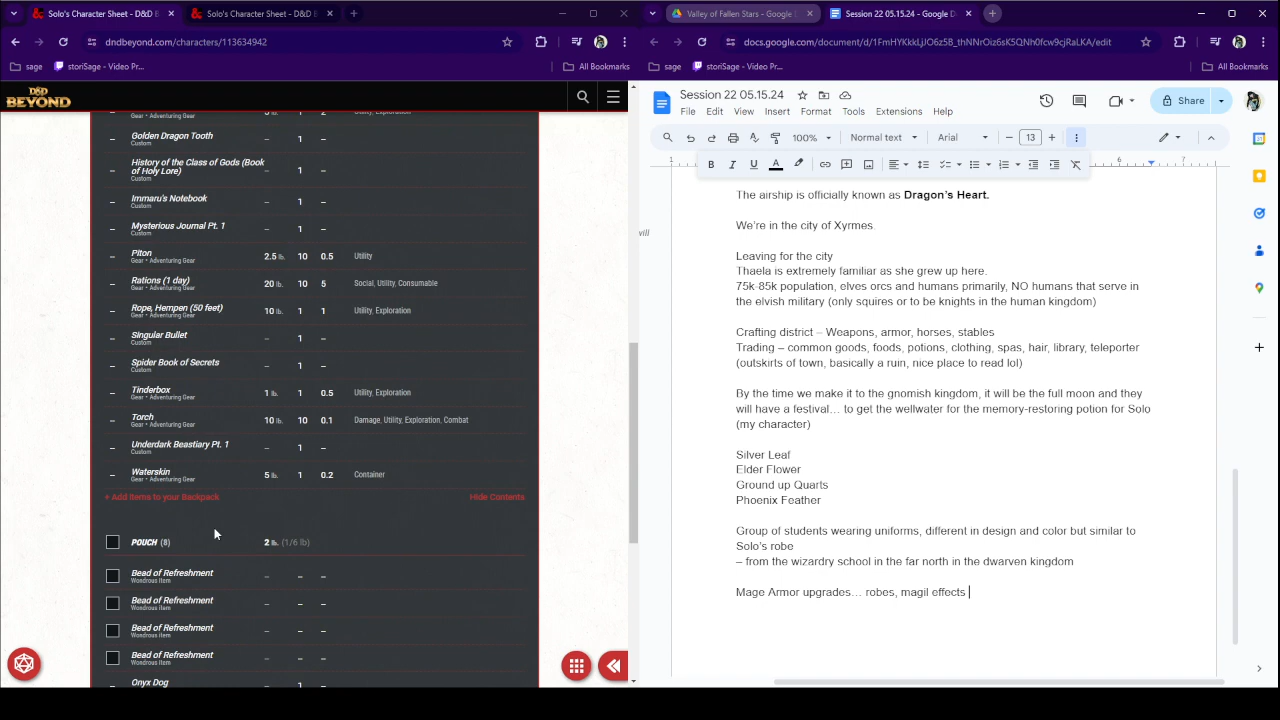 Solo's Character Sheet - D&D B
Solo's Character Sheet - D&D B
dndbeyond.com/characters/113634942
sage
storiSage - Video Pr...
All Bookmarks
D&D
BEYOND
Gear • Adventuring Gear
Utility, Exploration
Golden Dragon Tooth
Custom
-- 1 --
History of the Class of Gods (Book
of Holy Lore)
Custom
-- 1 --
Immaru's Notebook
Custom
-- 1 --
Mysterious Journal Pt. 1
Custom
-- 1 --
Piton
Gear • Adventuring Gear
2.5 lb. 10 0.5 Utility
Rations (1 day)
Gear • Adventuring Gear
20 lb. 10 5 Social, Utility, Consumable
Rope, Hempen (50 feet)
Gear • Adventuring Gear
10 lb. 1 1 Utility, Exploration
Singular Bullet
Custom
-- 1 --
Spider Book of Secrets
Custom
-- 1 --
Tinderbox
Gear • Adventuring Gear
1 lb. 1 0.5 Utility, Exploration
Torch
Gear • Adventuring Gear
10 lb. 10 0.1 Damage, Utility, Exploration, Combat
Underdark Beastiary Pt. 1
Custom
-- 1 --
Waterskin
Gear • Adventuring Gear
5 lb. 1 0.2 Container
+ Add Items to your Backpack
Hide Contents
POUCH (8)
2 lb. (1/6 lb)
Bead of Refreshment
Wondrous Item
-- -- --
Bead of Refreshment
Wondrous Item
-- -- --
Bead of Refreshment
Wondrous Item
-- -- --
Bead of Refreshment
Wondrous Item
-- -- --
Onyx Dog
-- 1 --
Valley of Fallen Stars - Google
Session 22 05.15.24 - Google D
docs.google.com/document/d/1FmHYKkkLjJO6z5B_thNNrOiz6sK5QNh0fcw9cjRaLKA/edit
sage
storiSage - Video Pr...
All Bookmarks
Session 22 05.15.24
File Edit View Insert Format Tools Extensions Help
Share
100%
Normal text
Arial
13
B I U A
1 6 7
The airship is officially known as Dragon's Heart.
We're in the city of Xyrmes.
Leaving for the city
Thaela is extremely familiar as she grew up here.
75k-85k population, elves orcs and humans primarily, NO humans that serve in
the elvish military (only squires or to be knights in the human kingdom)
Crafting district – Weapons, armor, horses, stables
Trading – common goods, foods, potions, clothing, spas, hair, library, teleporter
(outskirts of town, basically a ruin, nice place to read lol)
By the time we make it to the gnomish kingdom, it will be the full moon and they
will have a festival… to get the wellwater for the memory-restoring potion for Solo
(my character)
Silver Leaf
Elder Flower
Ground up Quarts
Phoenix Feather
Group of students wearing uniforms, different in design and color but similar to
Solo's robe
– from the wizardry school in the far north in the dwarven kingdom
Mage Armor upgrades… robes, magil effects